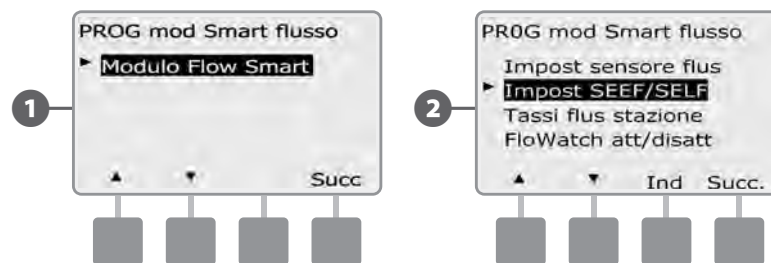 1
PROG mod Smart flusso
► Modulo Flow Smart
▲ ▼ Succ
2
PR0G mod Smart flusso
Impost sensore flus
► Impost SEEF/SELF
Tassi flus stazione
FloWatch att/disatt
▲ ▼ Ind Succ.